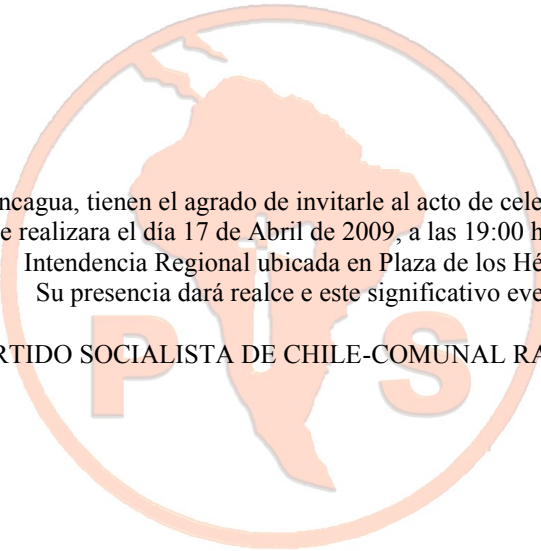 ncagua, tienen el agrado de invitarle al acto de cele
e realizara el día 17 de Abril de 2009, a las 19:00 h
Intendencia Regional ubicada en Plaza de los Hé
Su presencia dará realce e este significativo eve
RTIDO SOCIALISTA DE CHILE-COMUNAL RA
P S